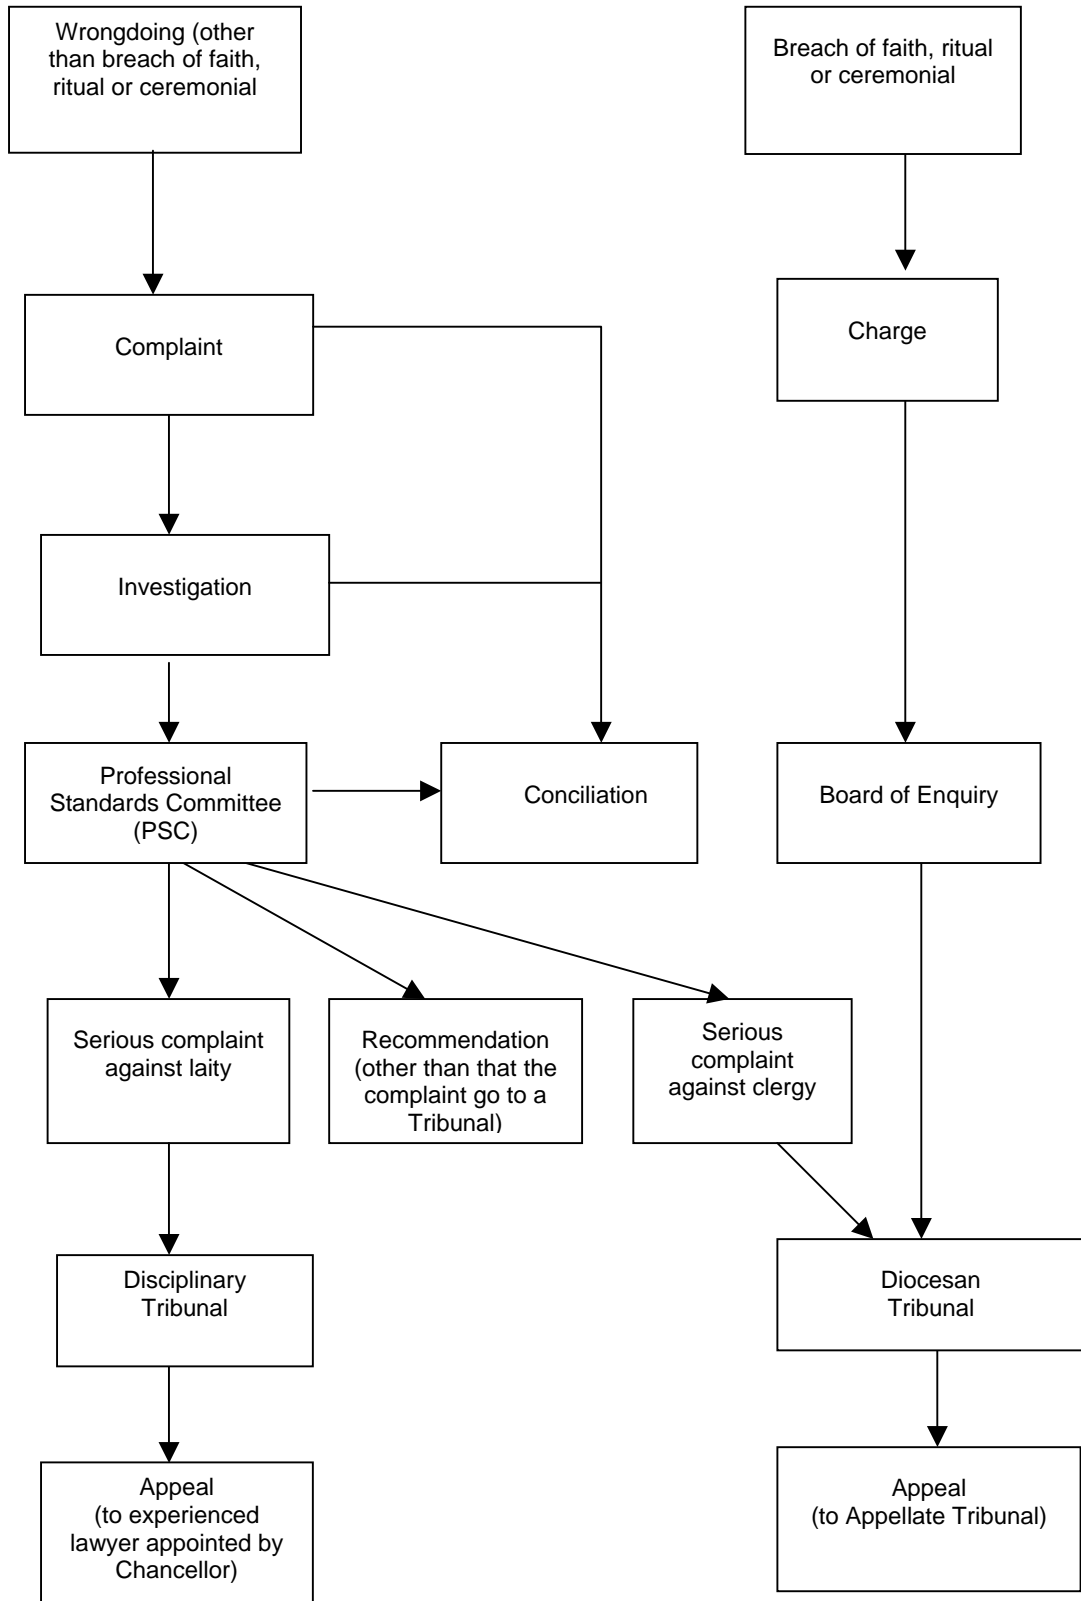 Wrongdoing (other
than breach of faith,
ritual or ceremonial
Breach of faith, ritual
or ceremonial
Complaint
Charge
Investigation
Professional
Standards Committee
(PSC)
Conciliation
Board of Enquiry
Serious complaint
against laity
Recommendation
(other than that the
complaint go to a
Tribunal)
Serious
complaint
against clergy
Disciplinary
Tribunal
Diocesan
Tribunal
Appeal
(to experienced
lawyer appointed by
Chancellor)
Appeal
(to Appellate Tribunal)